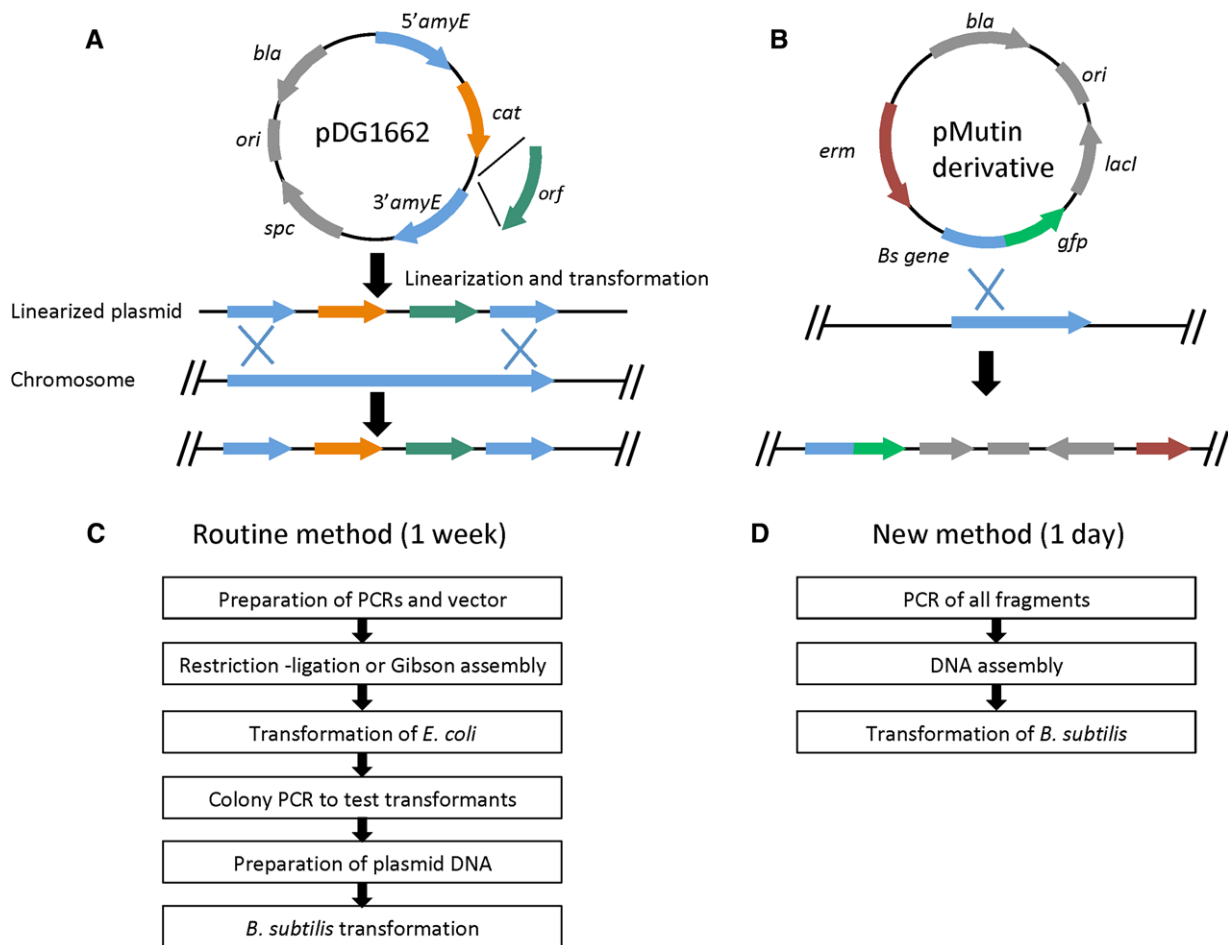 A
5'amyE
bla
cat
pDG1662
ori
orf
3'amyE
spc
Linearization and transformation
Linearized plasmid
Chromosome
B
bla
ori
erm
pMutin
derivative
lacI
Bs gene
gfp
C Routine method (1 week)
Preparation of PCRs and vector
Restriction -ligation or Gibson assembly
Transformation of E. coli
Colony PCR to test transformants
Preparation of plasmid DNA
B. subtilis transformation
D New method (1 day)
PCR of all fragments
DNA assembly
Transformation of B. subtilis